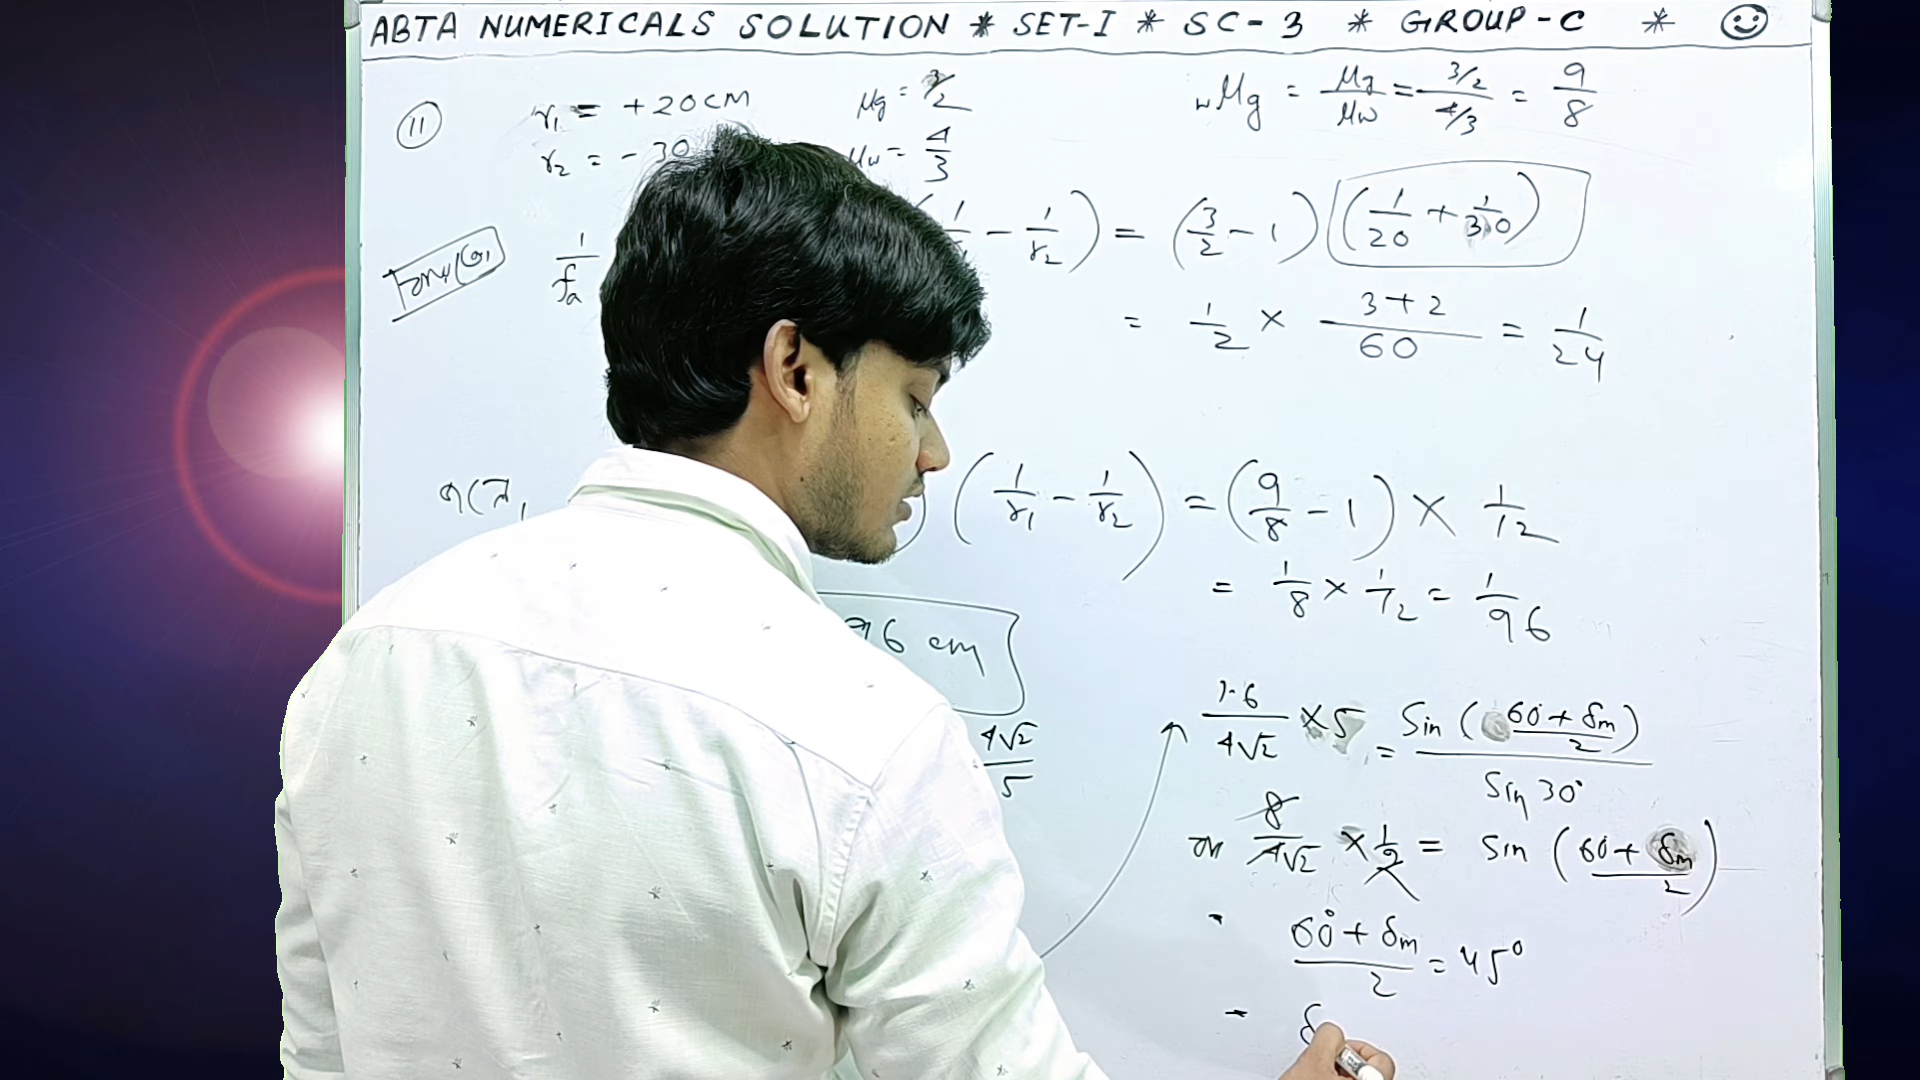 ABTA NUMERICALS SOLUTION * SET-I * SC-3 * GROUP-C * ☺
11
r₁ = +20CM
r₂ = -30
μg = 3/2
μw = 4/3
wμg = μg/μw = (3/2)/(4/3) = 9/8
1/fa
1/r₂) = (3/2 - 1) (1/20 + 1/30)
= 1/2 × (3+2)/60 = 1/24
(1/r₁ - 1/r₂) = (9/8 - 1) × 1/12
= 1/8 × 1/12 = 1/96
96 cm
4√2/5
1.6/4√2 × 5 = Sin ((60°+δm)/2)/Sin 30°
or 8/4√2 × 1/2 = Sin ((60°+δm)/2)
(60°+δm)/2 = 45°
= δ